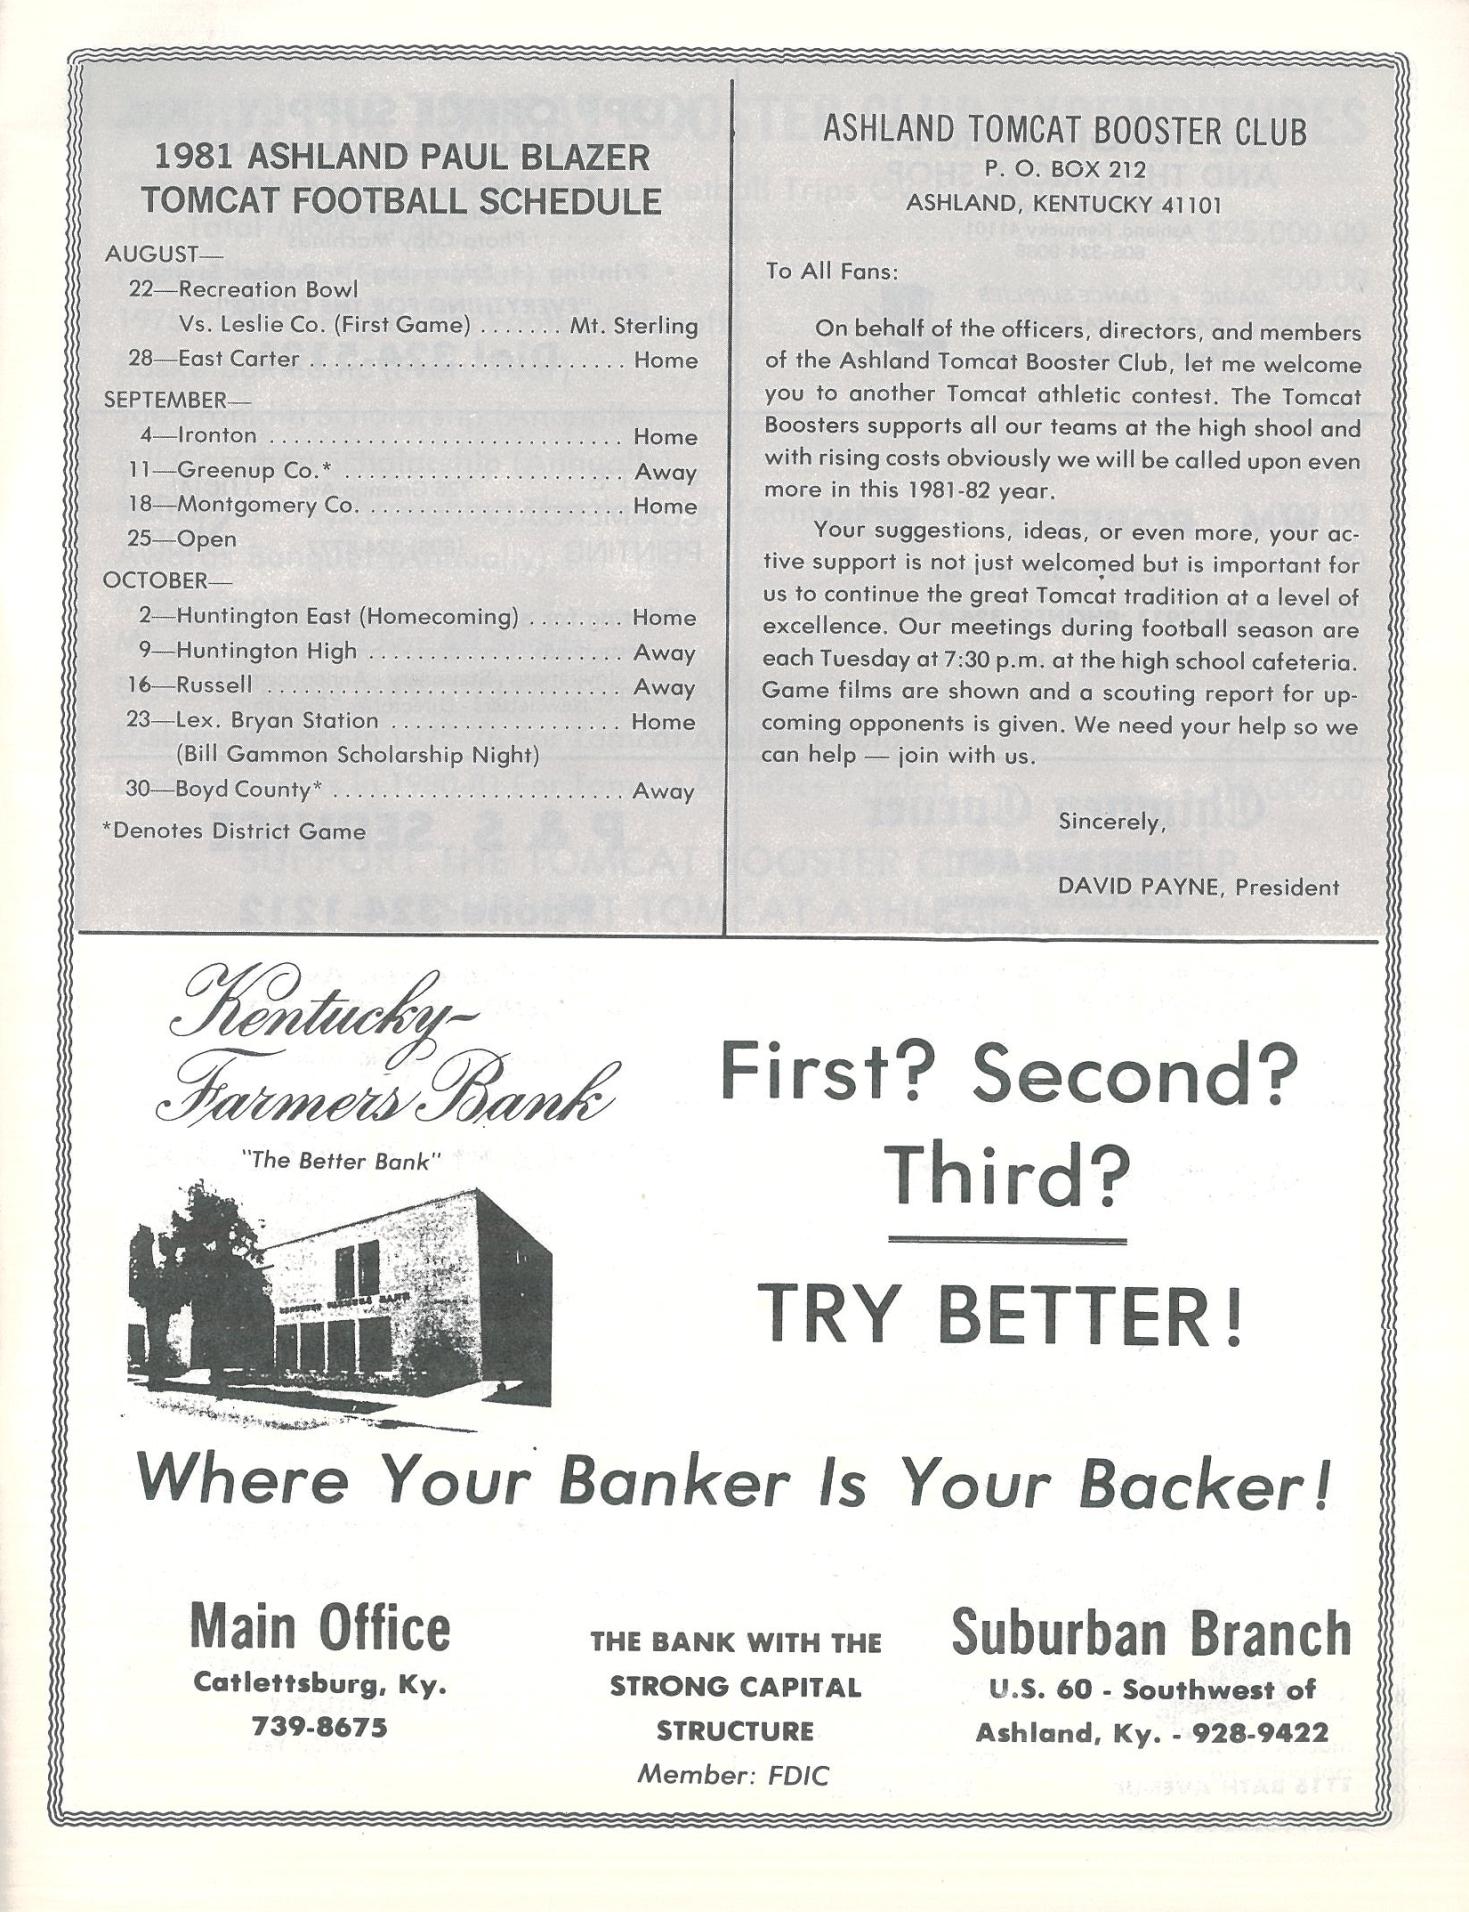 1981 ASHLAND PAUL BLAZER
TOMCAT FOOTBALL SCHEDULE
AUGUST—
22—Recreation Bowl
Vs. Leslie Co. (First Game) ....... Mt. Sterling
28—East Carter .......................... Home
SEPTEMBER—
4—Ironton ............................. Home
11—Greenup Co.* ........................ Away
18—Montgomery Co. ...................... Home
25—Open
OCTOBER—
2—Huntington East (Homecoming) ........ Home
9—Huntington High ..................... Away
16—Russell ............................. Away
23—Lex. Bryan Station ................... Home
(Bill Gammon Scholarship Night)
30—Boyd County* ........................ Away
*Denotes District Game
ASHLAND TOMCAT BOOSTER CLUB
P. O. BOX 212
ASHLAND, KENTUCKY 41101
To All Fans:
On behalf of the officers, directors, and members
of the Ashland Tomcat Booster Club, let me welcome
you to another Tomcat athletic contest. The Tomcat
Boosters supports all our teams at the high shool and
with rising costs obviously we will be called upon even
more in this 1981-82 year.
Your suggestions, ideas, or even more, your ac-
tive support is not just welcomed but is important for
us to continue the great Tomcat tradition at a level of
excellence. Our meetings during football season are
each Tuesday at 7:30 p.m. at the high school cafeteria.
Game films are shown and a scouting report for up-
coming opponents is given. We need your help so we
can help — join with us.
Sincerely,
DAVID PAYNE, President
Kentucky-
Farmers Bank
"The Better Bank"
KENTUCKY FARMERS BANK
First? Second?
Third?
TRY BETTER!
Where Your Banker Is Your Backer!
Main Office
Catlettsburg, Ky.
739-8675
THE BANK WITH THE
STRONG CAPITAL
STRUCTURE
Member: FDIC
Suburban Branch
U.S. 60 - Southwest of
Ashland, Ky. - 928-9422